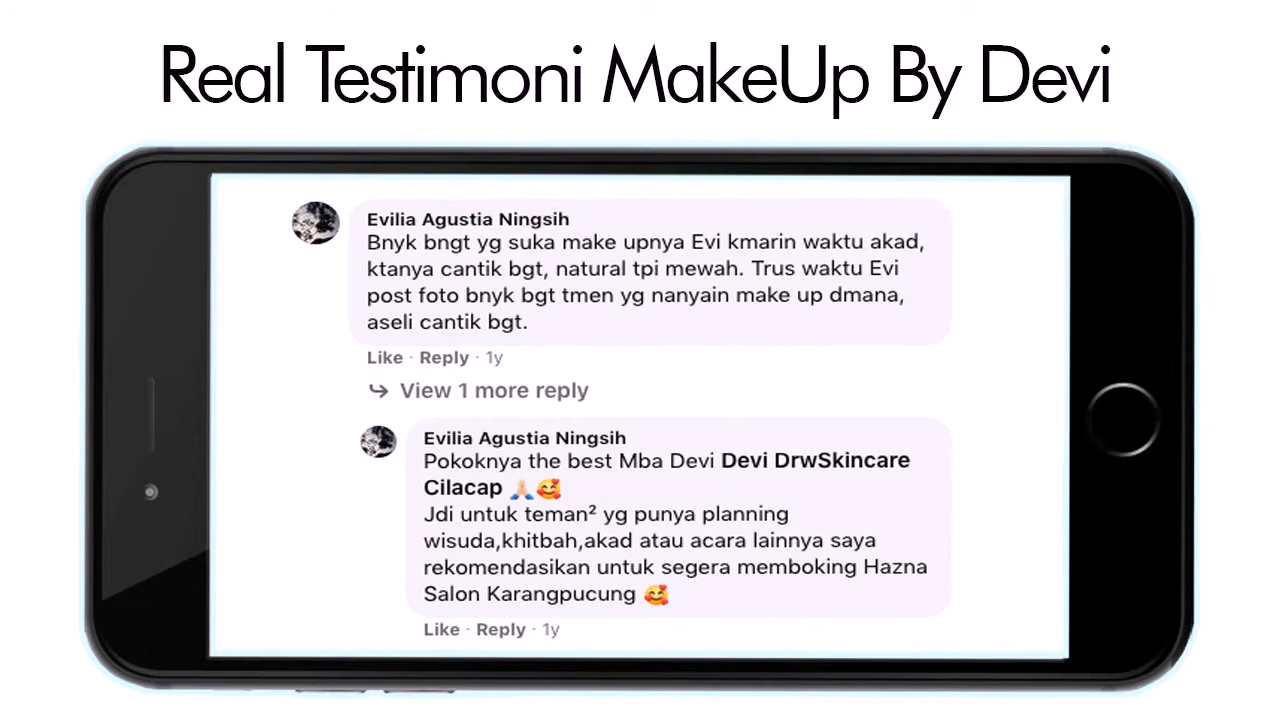 Real Testimoni MakeUp By Devi
Evilia Agustia Ningsih
Bnyk bngt yg suka make upnya Evi kmarin waktu akad,
ktanya cantik bgt, natural tpi mewah. Trus waktu Evi
post foto bnyk bgt tmen yg nanyain make up dmana,
aseli cantik bgt.
Like · Reply · 1y
View 1 more reply
Evilia Agustia Ningsih
Pokoknya the best Mba Devi Devi DrwSkincare
Cilacap 🙏🏻🥰
Jdi untuk teman² yg punya planning
wisuda,khitbah,akad atau acara lainnya saya
rekomendasikan untuk segera memboking Hazna
Salon Karangpucung 🥰
Like · Reply · 1y